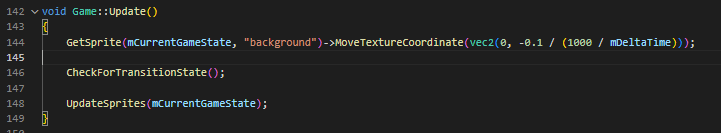 142 void Game::Update()
143 {
144 GetSprite(mCurrentGameState, "background")->MoveTextureCoordinate(vec2(0, -0.1 / (1000 / mDeltaTime)));
145
146 CheckForTransitionState();
147
148 UpdateSprites(mCurrentGameState);
149 }